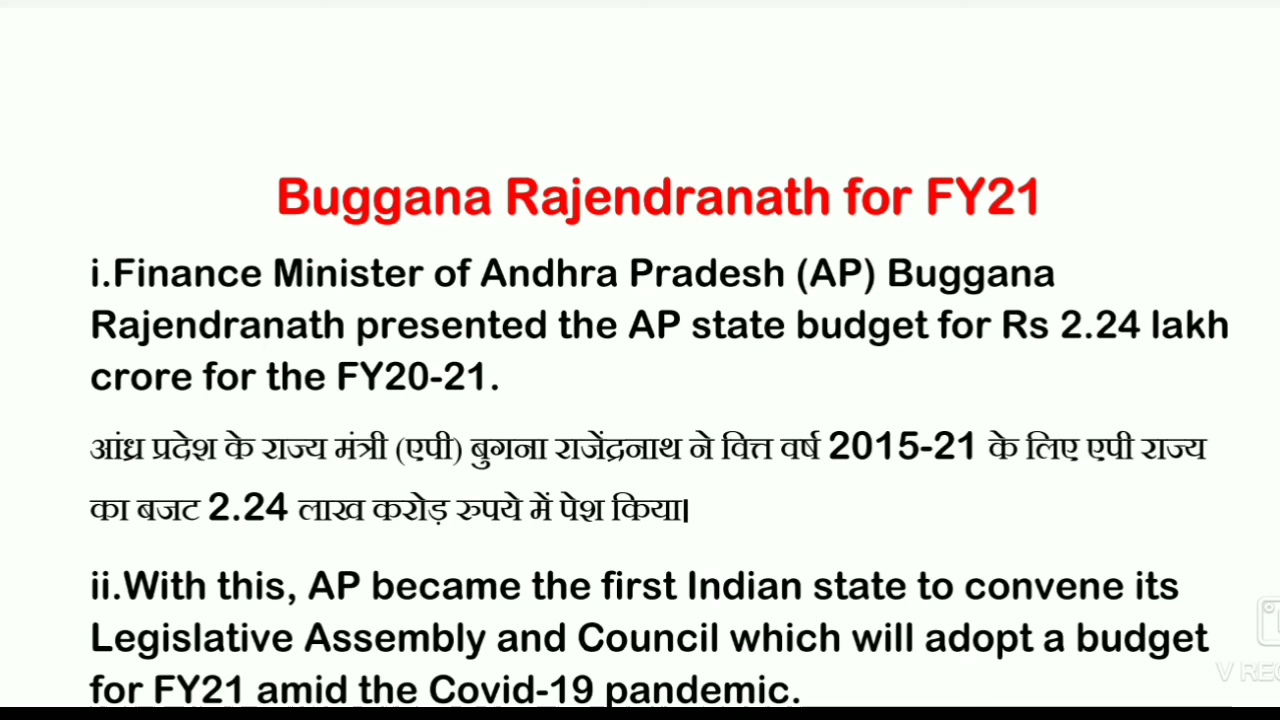 Buggana Rajendranath for FY21
i.Finance Minister of Andhra Pradesh (AP) Buggana
Rajendranath presented the AP state budget for Rs 2.24 lakh
crore for the FY20-21.
आंध्र प्रदेश के राज्य मंत्री (एपी) बुगना राजेंद्रनाथ ने वित्त वर्ष 2015-21 के लिए एपी राज्य
का बजट 2.24 लाख करोड़ रुपये में पेश किया।
ii.With this, AP became the first Indian state to convene its
Legislative Assembly and Council which will adopt a budget
for FY21 amid the Covid-19 pandemic.
V REC